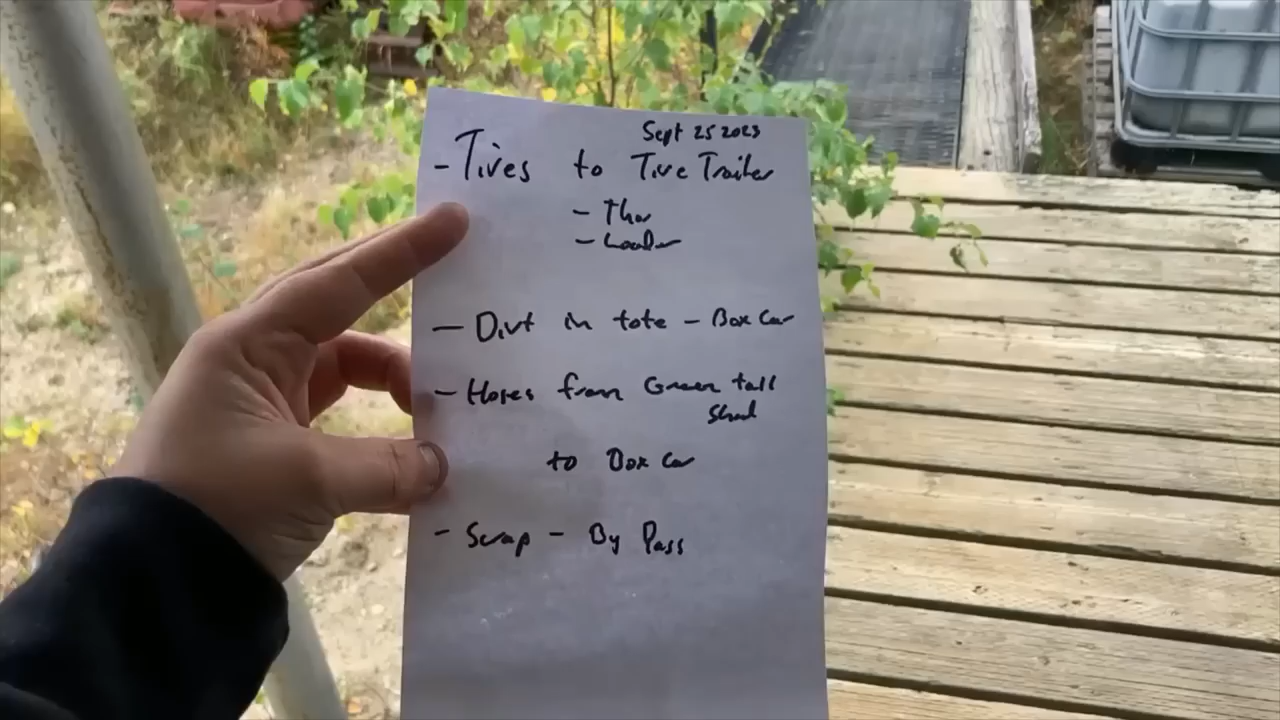 Sept 25 2023
- Tires to Tire Trailer
- Thor
- Loader
- Dirt in tote - Box Car
- Hoses from Green tall
Shed
to Box Car
- Scrap - By Pass